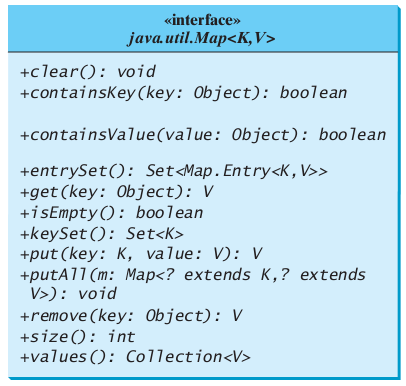 «interface»
java.util.Map<K,V>
+clear(): void
+containsKey(key: Object): boolean
+containsValue(value: Object): boolean
+entrySet(): Set<Map.Entry<K,V>>
+get(key: Object): V
+isEmpty(): boolean
+keySet(): Set<K>
+put(key: K, value: V): V
+putAll(m: Map<? extends K,? extends
V>): void
+remove(key: Object): V
+size(): int
+values(): Collection<V>